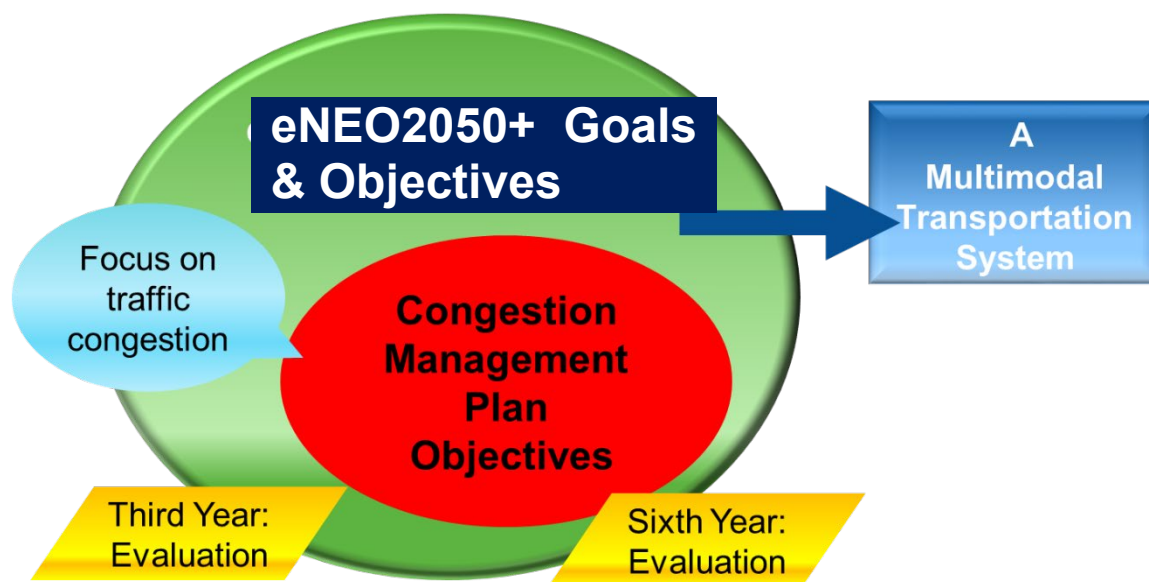 eNEO2050+ Goals
& Objectives
A
Multimodal
Transportation
System
Focus on
traffic
congestion
Congestion
Management
Plan
Objectives
Third Year:
Evaluation
Sixth Year:
Evaluation